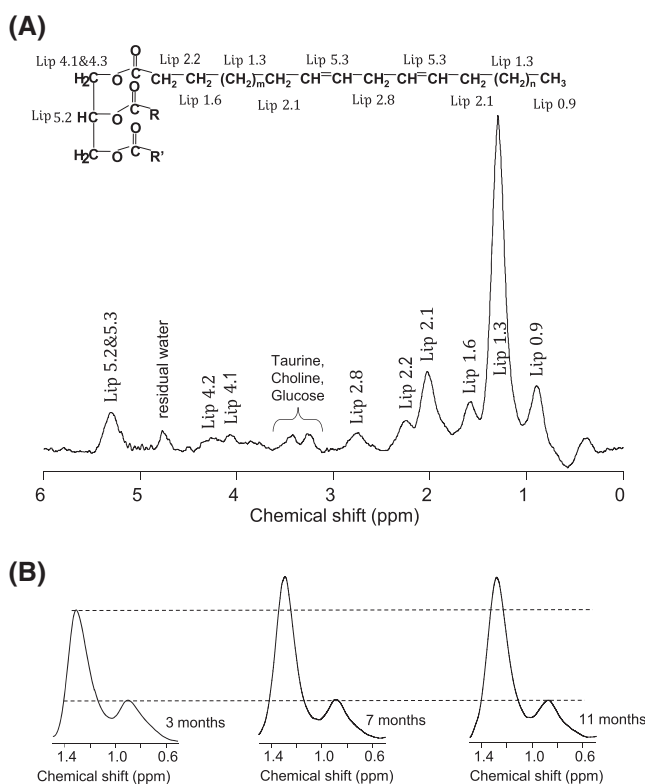 (A)
Lip 4.1&4.3
Lip 2.2
Lip 1.3
Lip 5.3
Lip 5.3
Lip 1.3
O
H2C O C CH2 CH2 (CH2)m CH2 CH=CH CH2 CH=CH CH2 (CH2)n CH3
Lip 1.6
Lip 2.1
Lip 2.8
Lip 2.1
Lip 0.9
O
Lip 5.2 HC O C R
O
H2C O C R'
Lip 5.2&5.3
residual water
Lip 4.2
Lip 4.1
Taurine,
Choline,
Glucose
Lip 2.8
Lip 2.2
Lip 2.1
Lip 1.6
Lip 1.3
Lip 0.9
6 5 4 3 2 1 0
Chemical shift (ppm)
(B)
3 months
7 months
11 months
1.4 1.0 0.6
1.4 1.0 0.6
1.4 1.0 0.6
Chemical shift (ppm)
Chemical shift (ppm)
Chemical shift (ppm)